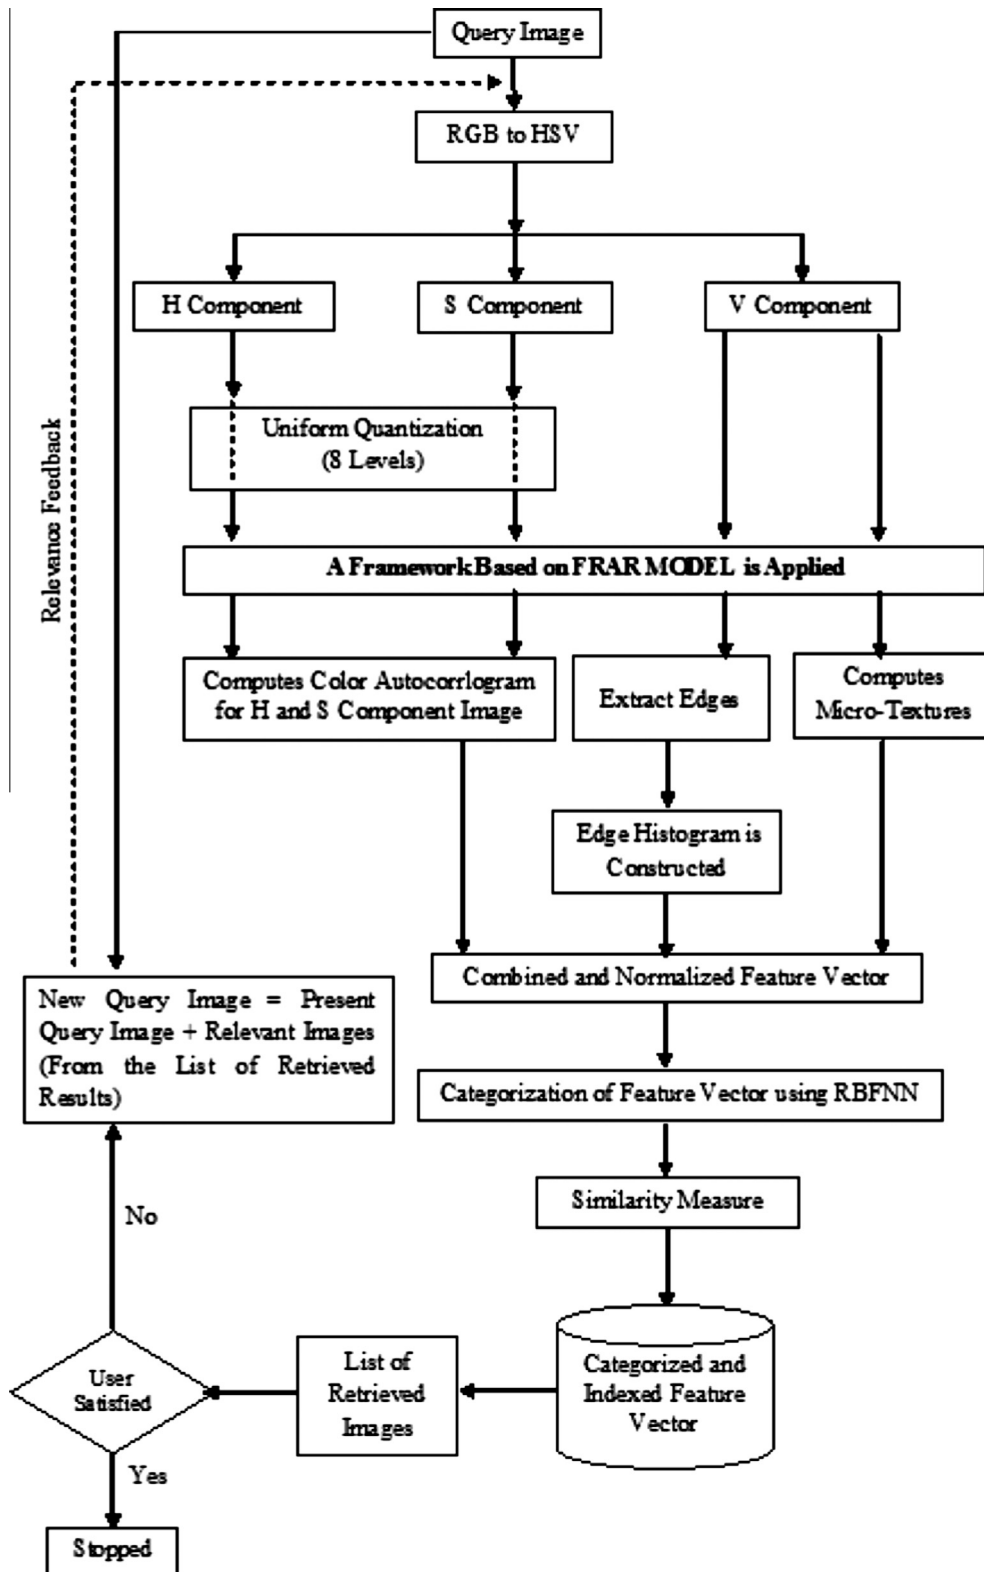 Query Image
RGB to HSV
H Component
S Component
V Component
Uniform Quantization
(8 Levels)
Relevance Feedback
A Framework Based on FRAR MODEL is Applied
Computes Color Autocorrlogram
for H and S Component Image
Extract Edges
Computes
Micro-Textures
Edge Histogram is
Constructed
Combined and Normalized Feature Vector
New Query Image = Present
Query Image + Relevant Images
(From the List of Retrieved
Results)
Categorization of Feature Vector using RBFNN
Similarity Measure
No
Categorized and
Indexed Feature
Vector
List of
Retrieved
Images
User
Satisfied
Yes
Stopped